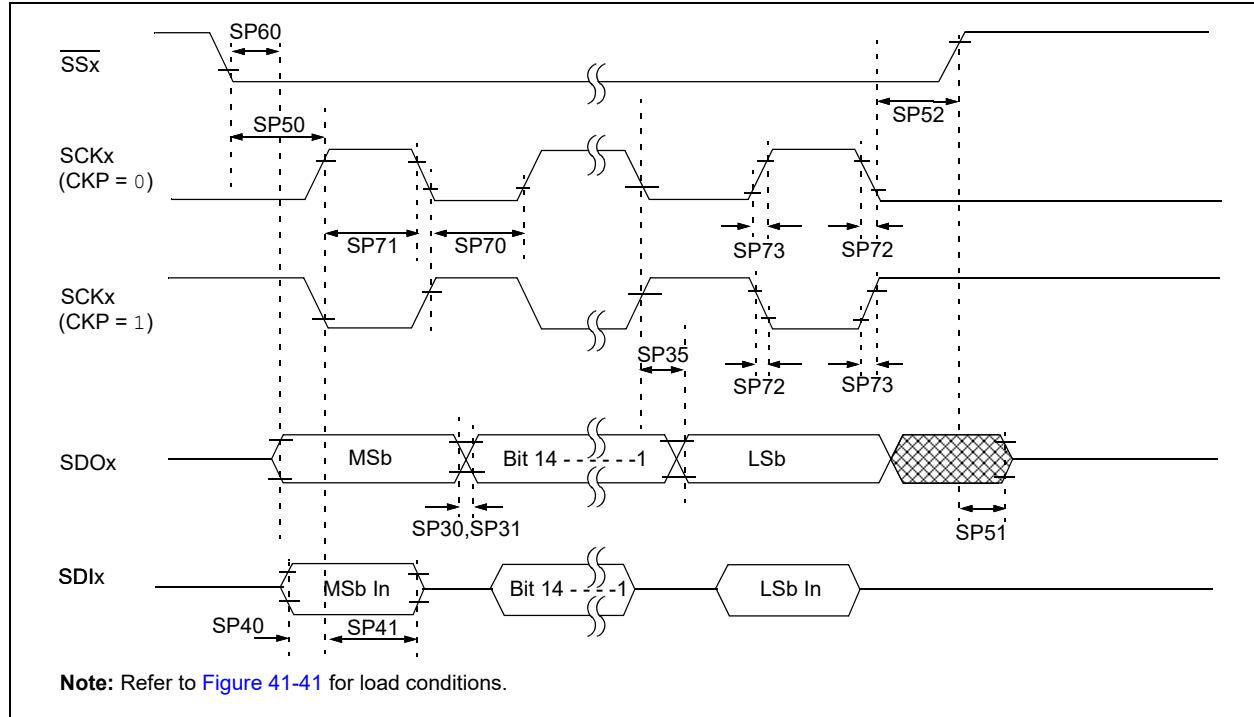 SP60
SSx
SP50
SP52
SCKx
(CKP = 0)
SP71
SP70
SP73
SP72
SCKx
(CKP = 1)
SP35
SP72
SP73
SDOx
MSb
Bit 14 - - - - - -1
LSb
SP30,SP31
SP51
SDIx
MSb In
Bit 14 - - - -1
LSb In
SP40
SP41
Note: Refer to Figure 41-41 for load conditions.